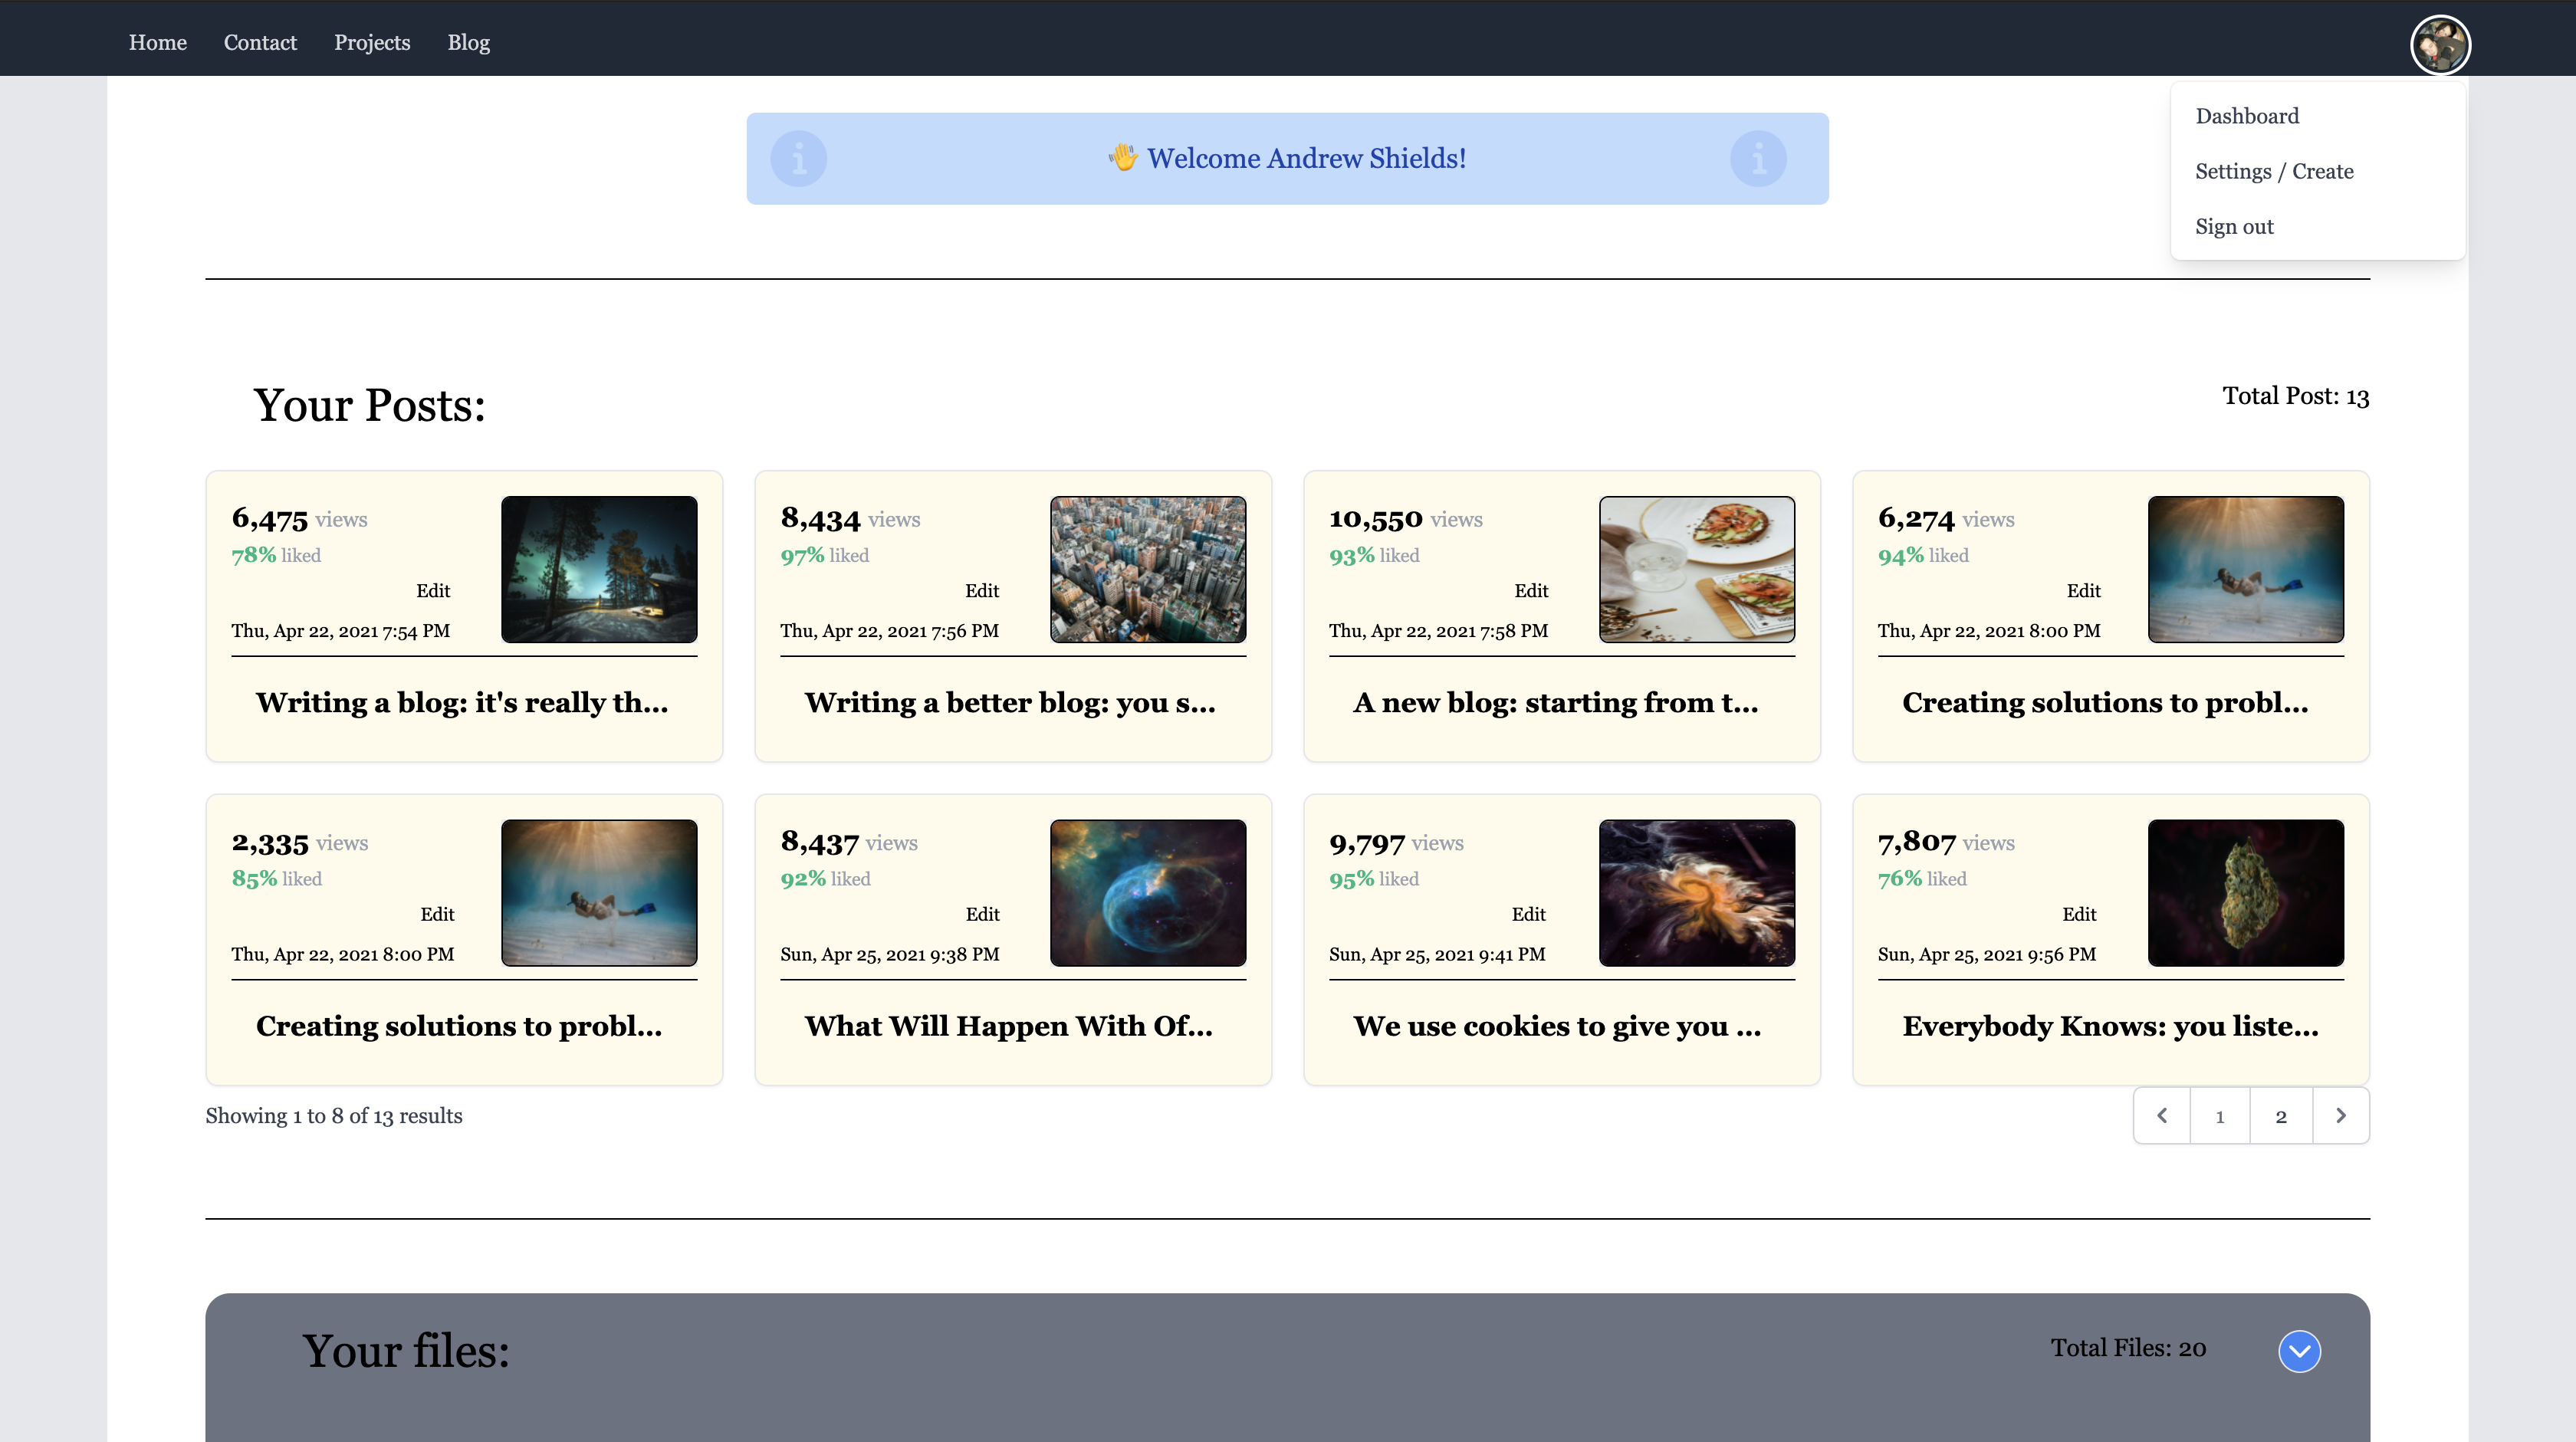 Home Contact Projects Blog
Dashboard
Settings / Create
Sign out
👋 Welcome Andrew Shields!
Your Posts:
Total Post: 13
6,475 views
78% liked
Edit
Thu, Apr 22, 2021 7:54 PM
Writing a blog: it's really th...
8,434 views
97% liked
Edit
Thu, Apr 22, 2021 7:56 PM
Writing a better blog: you s...
10,550 views
93% liked
Edit
Thu, Apr 22, 2021 7:58 PM
A new blog: starting from t...
6,274 views
94% liked
Edit
Thu, Apr 22, 2021 8:00 PM
Creating solutions to probl...
2,335 views
85% liked
Edit
Thu, Apr 22, 2021 8:00 PM
Creating solutions to probl...
8,437 views
92% liked
Edit
Sun, Apr 25, 2021 9:38 PM
What Will Happen With Of...
9,797 views
95% liked
Edit
Sun, Apr 25, 2021 9:41 PM
We use cookies to give you ...
7,807 views
76% liked
Edit
Sun, Apr 25, 2021 9:56 PM
Everybody Knows: you liste...
Showing 1 to 8 of 13 results
1 2
Your files:
Total Files: 20